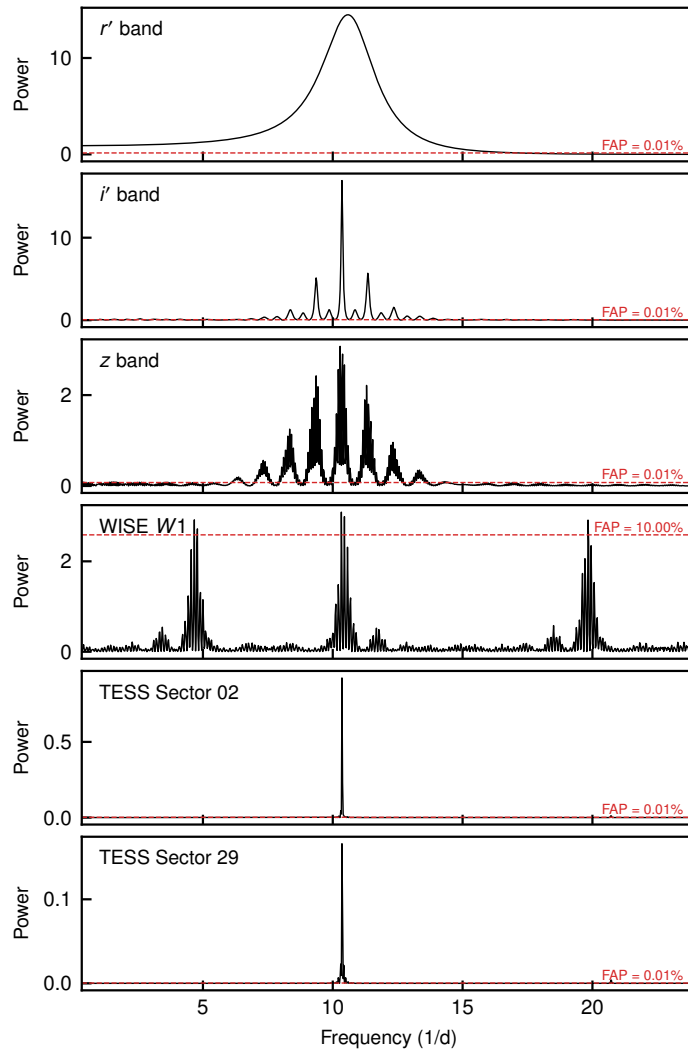 r′ band
Power
10
0
FAP = 0.01%
i′ band
Power
10
0
FAP = 0.01%
z band
Power
2
0
FAP = 0.01%
WISE W1
FAP = 10.00%
Power
2
0
TESS Sector 02
Power
0.5
0.0
FAP = 0.01%
TESS Sector 29
Power
0.1
0.0
FAP = 0.01%
5 10 15 20
Frequency (1/d)